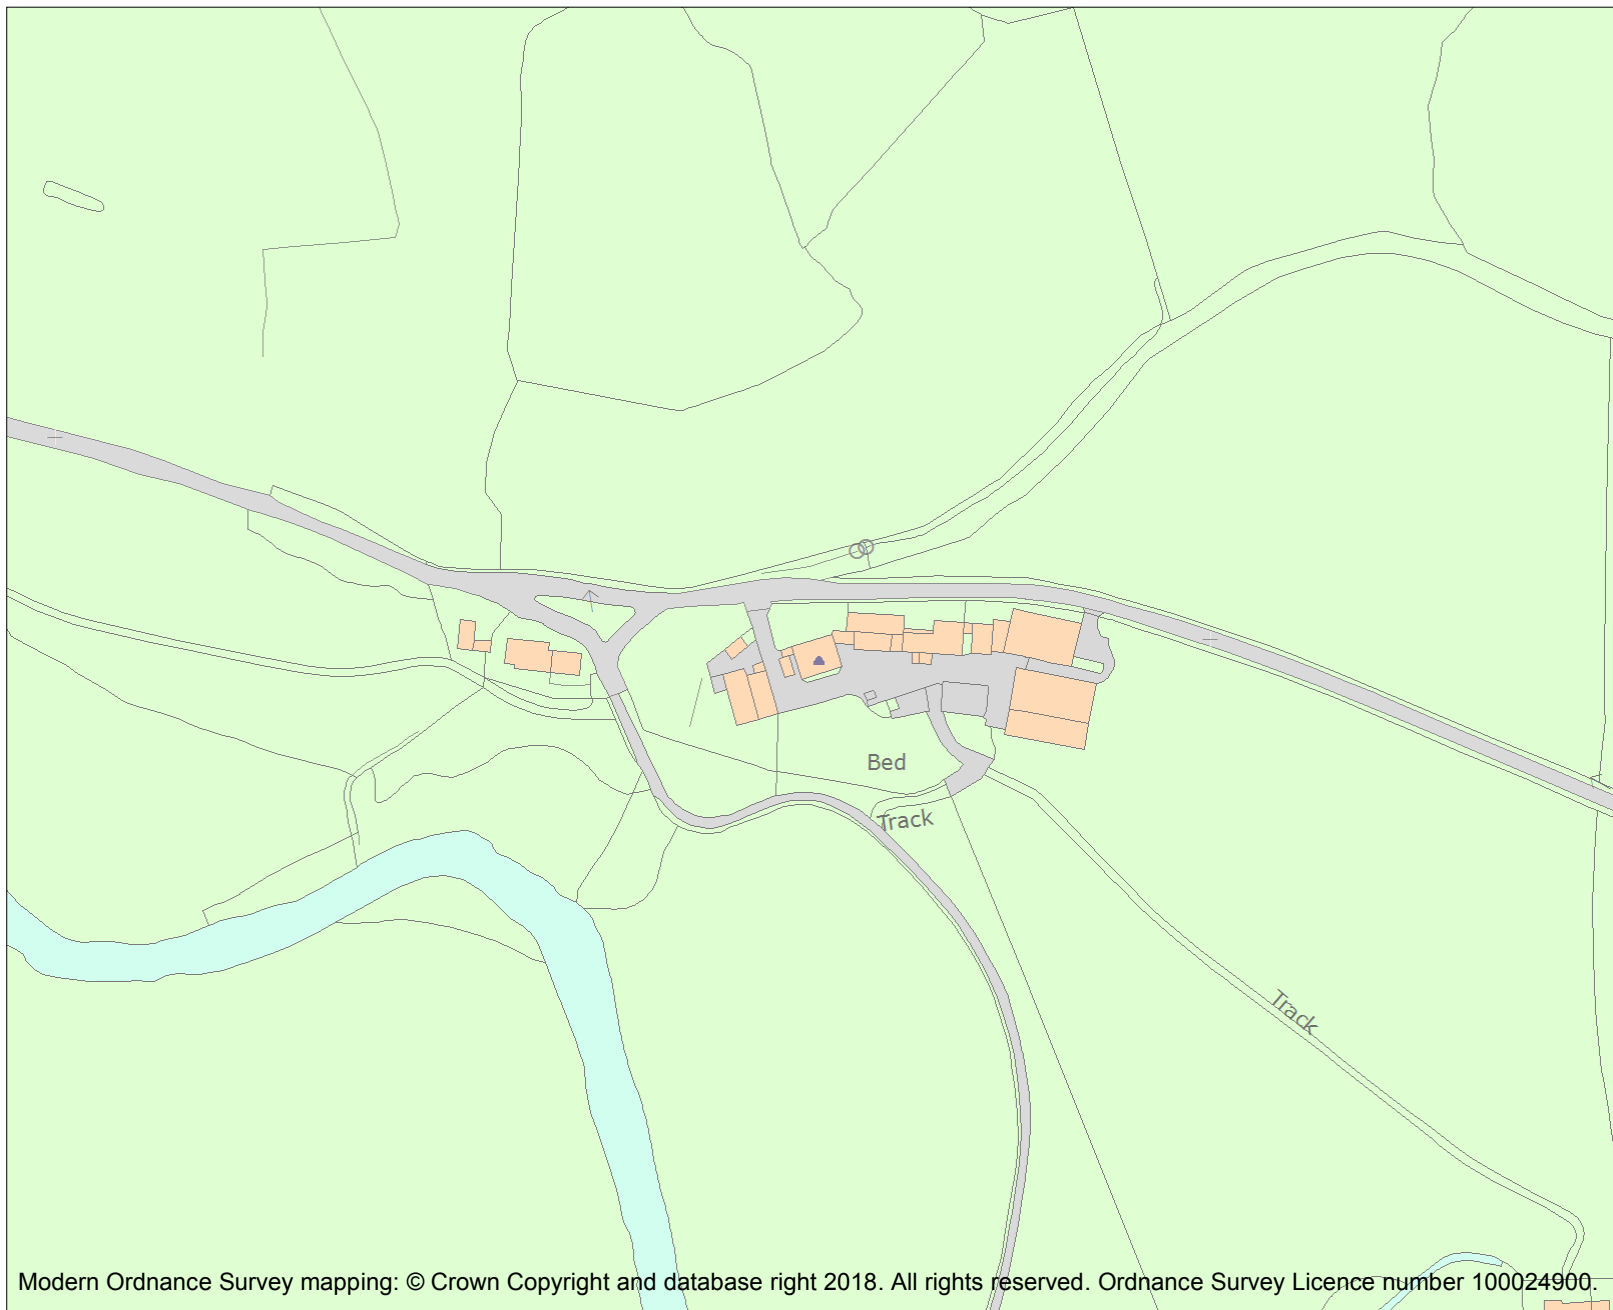 Bed
Track
Track
Modern Ordnance Survey mapping: © Crown Copyright and database right 2018. All rights reserved. Ordnance Survey Licence number 100024900.